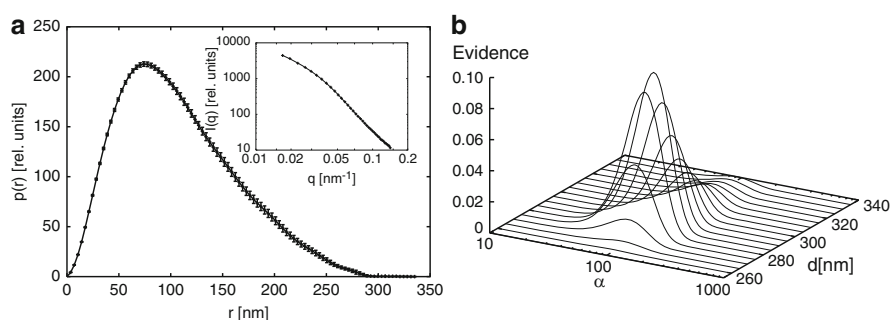 a
250
200
150
100
50
0
p(r) [rel. units]
0 50 100 150 200 250 300 350
r [nm]
10000
1000
100
10
I(q) [rel. units]
0.01 0.02 0.05 0.1 0.2
q [nm-1]
b
Evidence
0.10
0.08
0.06
0.04
0.02
0
10
100
1000
α
260
280
300
320
340
d[nm]